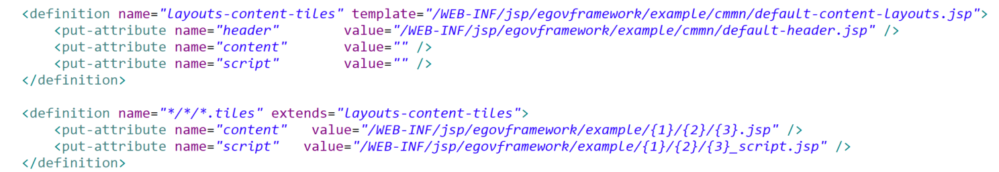 <definition name="layouts-content-tiles" template="/WEB-INF/jsp/egovframework/example/cmmn/default-content-layouts.jsp">
    <put-attribute name="header"        value="/WEB-INF/jsp/egovframework/example/cmmn/default-header.jsp" />
    <put-attribute name="content"       value="" />
    <put-attribute name="script"        value="" />
</definition>

<definition name="*/*/*.tiles" extends="layouts-content-tiles">
    <put-attribute name="content"   value="/WEB-INF/jsp/egovframework/example/{1}/{2}/{3}.jsp" />
    <put-attribute name="script"   value="/WEB-INF/jsp/egovframework/example/{1}/{2}/{3}_script.jsp" />
</definition>